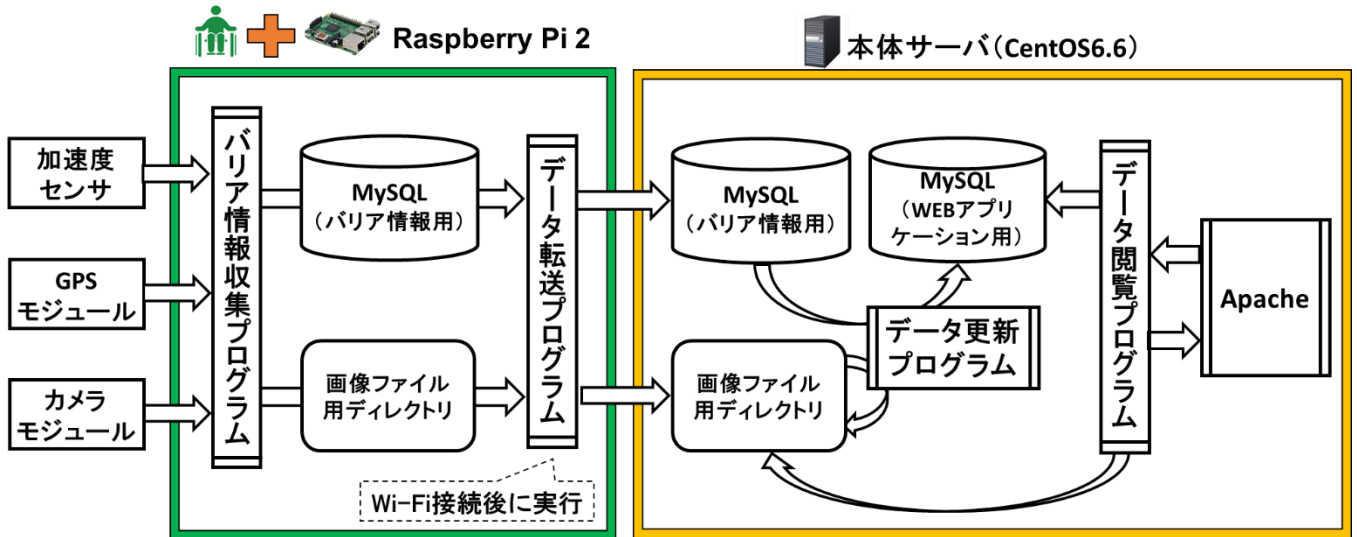 Raspberry Pi 2
本体サーバ(CentOS6.6)
加速度
センサ
GPS
モジュール
カメラ
モジュール
バリア情報収集プログラム
MySQL
(バリア情報用)
画像ファイル
用ディレクトリ
データ転送プログラム
Wi-Fi接続後に実行
MySQL
(バリア情報用)
MySQL
(WEBアプリ
ケーション用)
画像ファイル
用ディレクトリ
データ更新
プログラム
データ閲覧プログラム
Apache